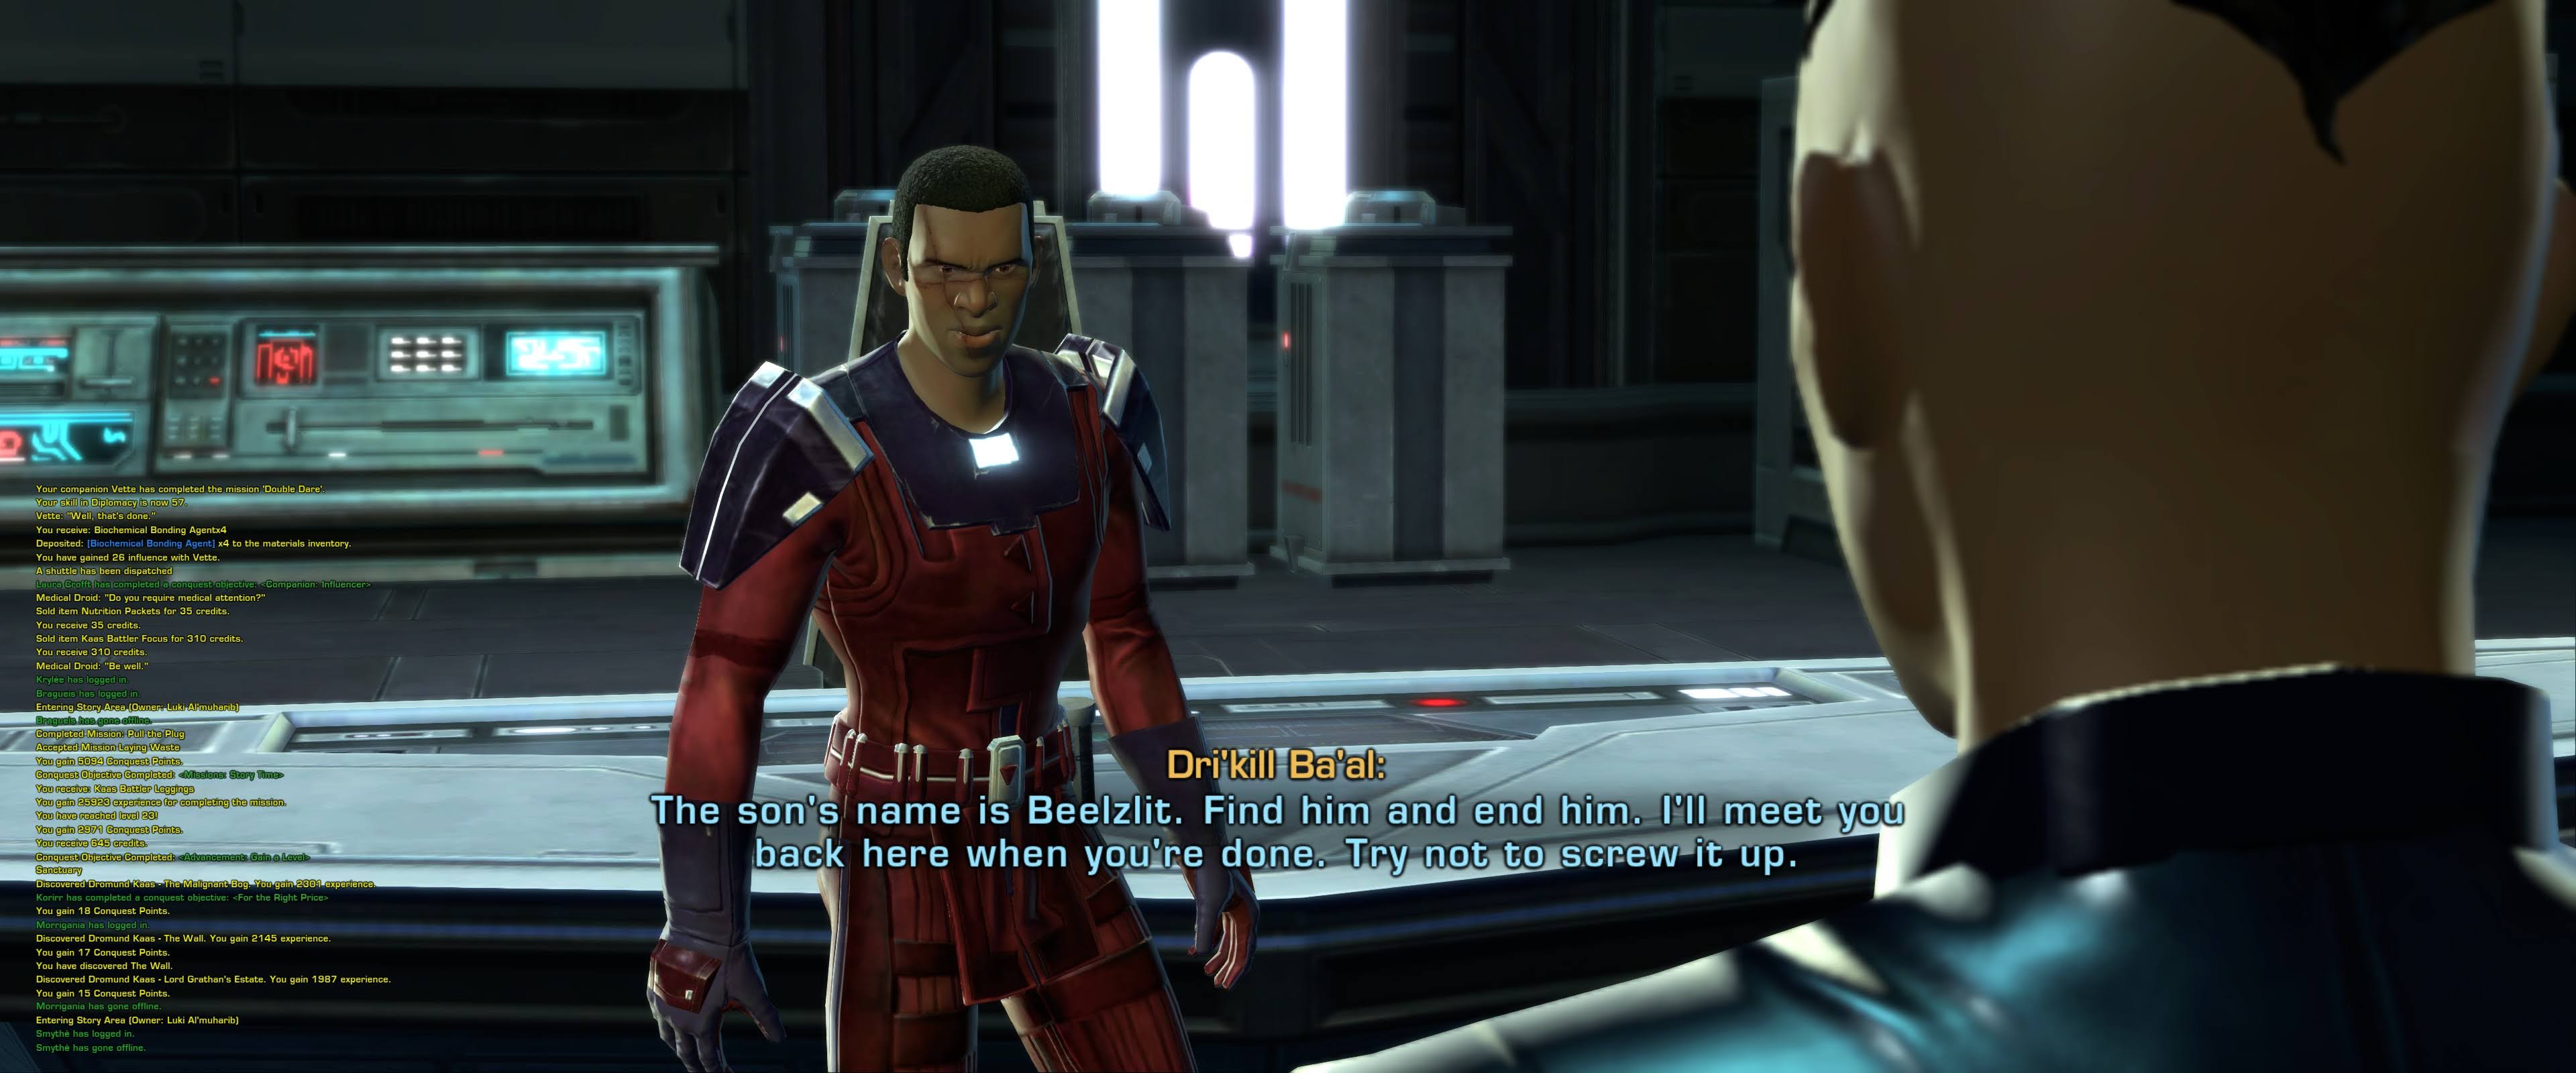 Your companion Vette has completed the mission 'Double Dare'.
Your skill in Diplomacy is now 57.
Vette: "Well, that's done."
You receive: Biochemical Bonding Agentx4
Deposited: [Biochemical Bonding Agent] x4 to the materials inventory.
You have gained 26 influence with Vette.
A shuttle has been dispatched
Laura Crofft has completed a conquest objective: <Companion: Influencer>
Medical Droid: "Do you require medical attention?"
Sold item Nutrition Packets for 35 credits.
You receive 35 credits.
Sold item Kaas Battler Focus for 310 credits.
You receive 310 credits.
Medical Droid: "Be well."
Krylee has logged in.
Bragueis has logged in.
Entering Story Area (Owner: Luki Al'muharib)
Bragueis has gone offline.
Completed Mission: Pull the Plug
Accepted Mission Laying Waste
You gain 5094 Conquest Points.
Conquest Objective Completed: <Missions: Story Time>
You receive: Kaas Battler Leggings
You gain 25923 experience for completing the mission.
You have reached level 23!
You gain 2971 Conquest Points.
You receive 645 credits.
Conquest Objective Completed: <Advancement: Gain a Level>
Sanctuary
Discovered Dromund Kaas - The Malignant Bog. You gain 2301 experience.
Korirr has completed a conquest objective: <For the Right Price>
You gain 18 Conquest Points.
Morrigania has logged in.
Discovered Dromund Kaas - The Wall. You gain 2145 experience.
You gain 17 Conquest Points.
You have discovered The Wall.
Discovered Dromund Kaas - Lord Grathan's Estate. You gain 1987 experience.
You gain 15 Conquest Points.
Morrigania has gone offline.
Entering Story Area (Owner: Luki Al'muharib)
Smythé has logged in.
Smythé has gone offline.
Dri'kill Ba'al:
The son's name is Beelzlit. Find him and end him. I'll meet you
back here when you're done. Try not to screw it up.